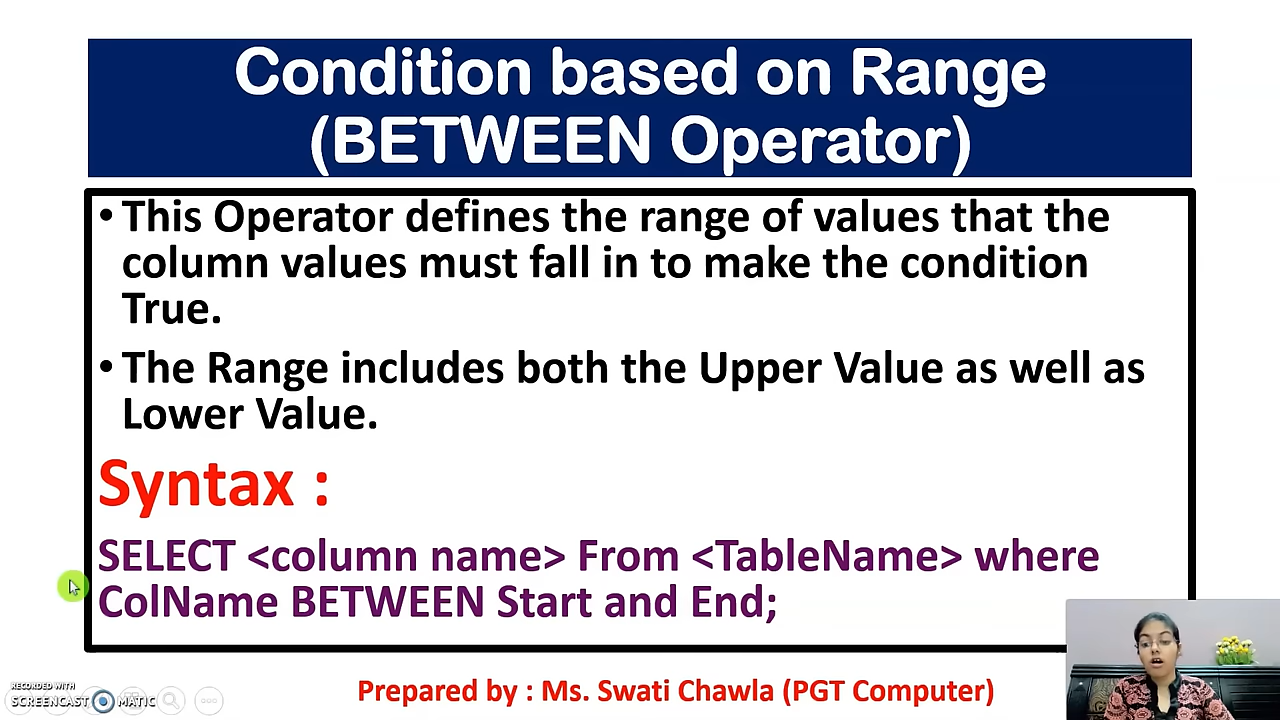 Condition based on Range
(BETWEEN Operator)
• This Operator defines the range of values that the
column values must fall in to make the condition
True.
• The Range includes both the Upper Value as well as
Lower Value.
Syntax :
SELECT <column name> From <TableName> where
ColName BETWEEN Start and End;
Prepared by : Ms. Swati Chawla (PGT Computer)
RECORDED WITH
SCREENCAST MATIC